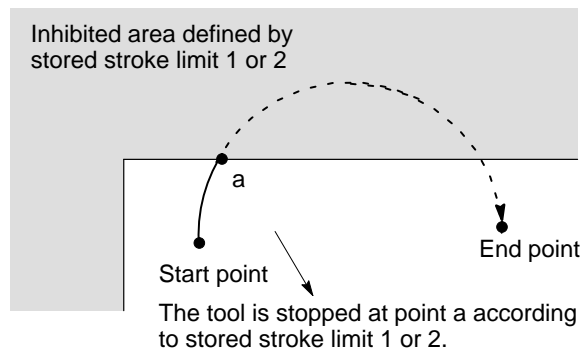 Inhibited area defined by
stored stroke limit 1 or 2
a
End point
Start point
The tool is stopped at point a according
to stored stroke limit 1 or 2.